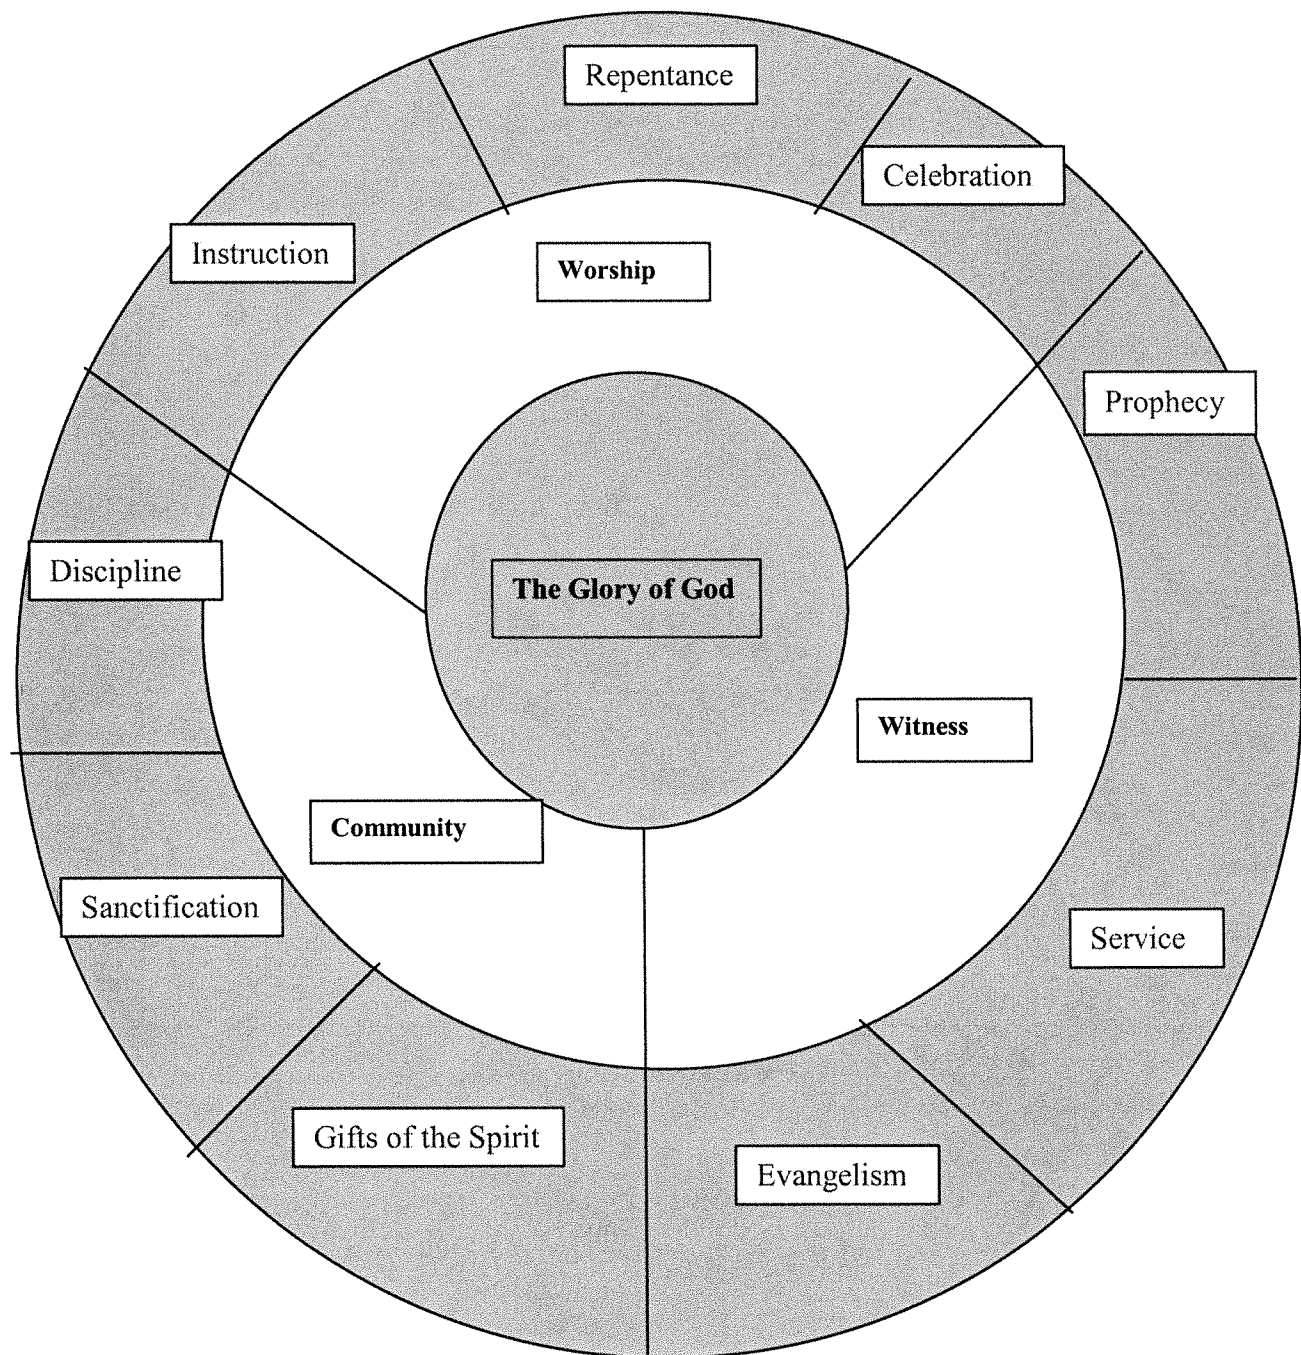 Repentance
Celebration
Instruction
Worship
Prophecy
Discipline
The Glory of God
Witness
Community
Sanctification
Service
Gifts of the Spirit
Evangelism